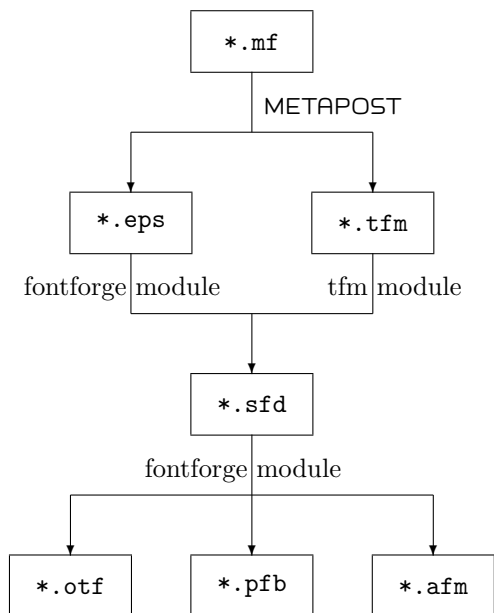 *.mf
METAPOST
*.eps
*.tfm
fontforge module
tfm module
*.sfd
fontforge module
*.otf
*.pfb
*.afm